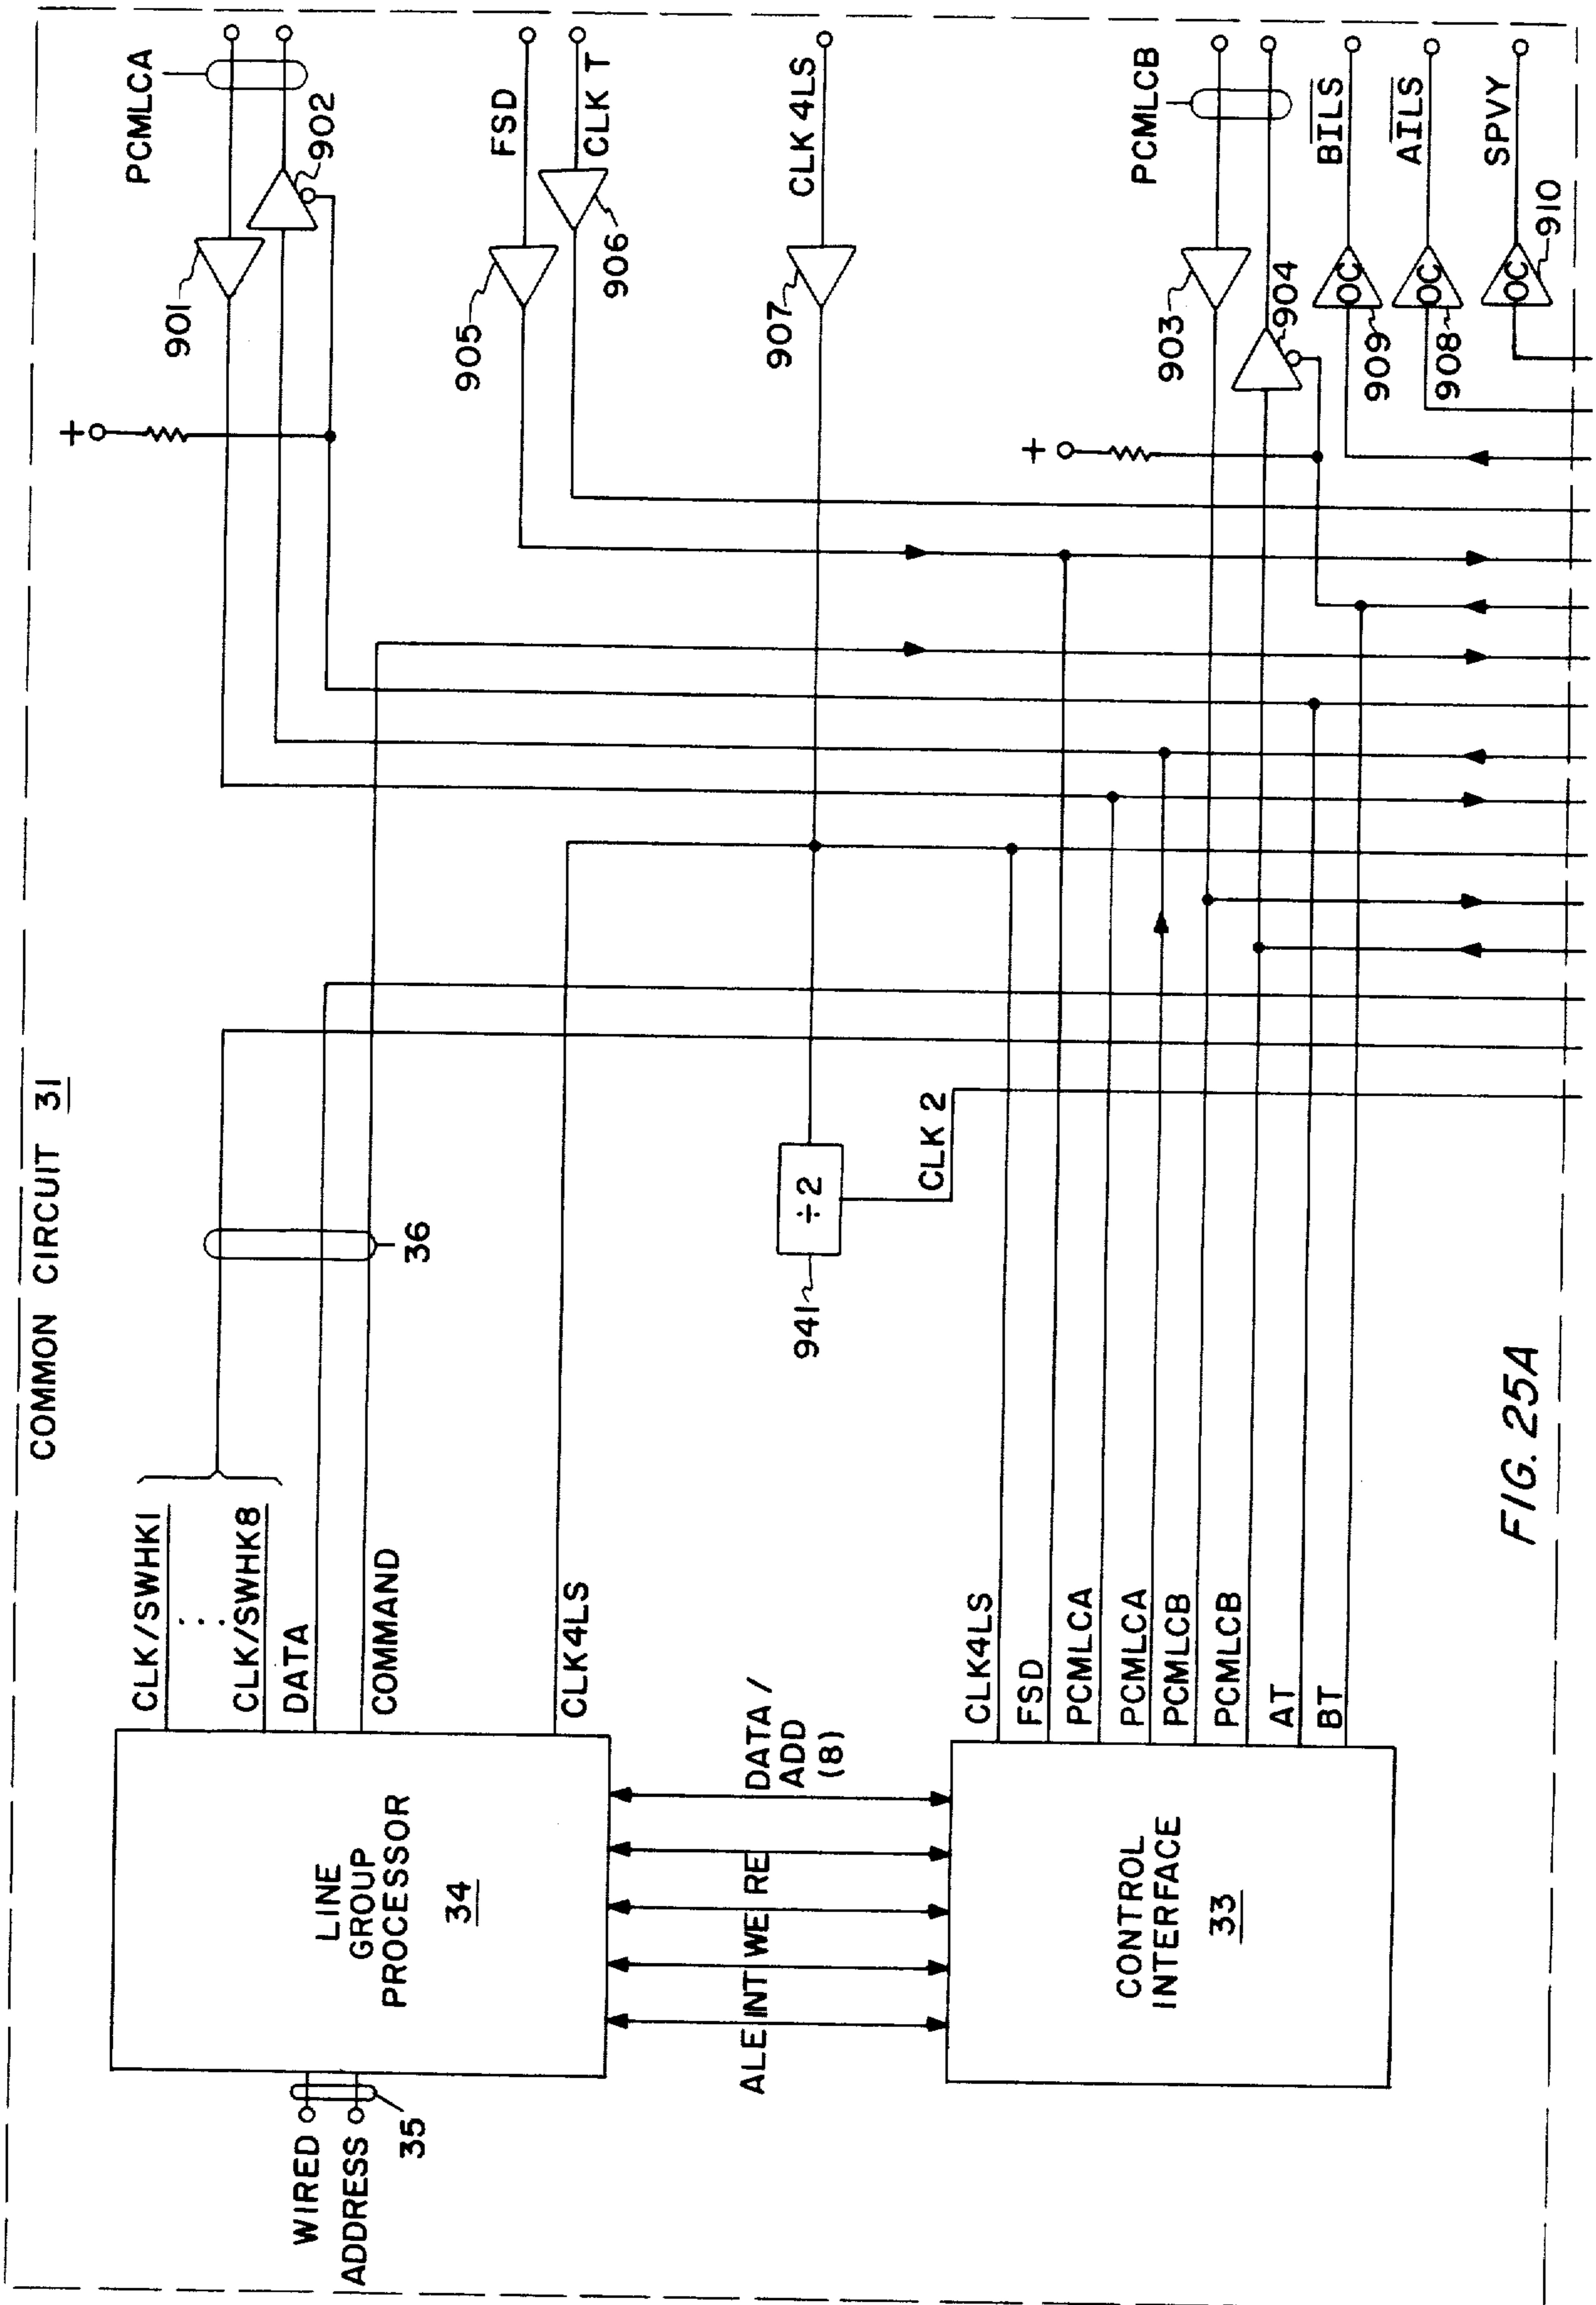 COMMON CIRCUIT 31
WIRED
ADDRESS
35
LINE
GROUP
PROCESSOR
34
CLK/SWHK1
...
CLK/SWHK8
DATA
COMMAND
CLK4LS
36
ALE
INT
WE
RE
DATA /
ADD
(8)
CONTROL
INTERFACE
33
CLK4LS
FSD
PCMLCA
PCMLCA
PCMLCB
PCMLCB
AT
BT
941
÷2
CLK 2
+
901
902
PCMLCA
905
FSD
906
CLK T
907
CLK 4LS
+
903
904
PCMLCB
OC
909
B̅I̅L̅S̅
OC
908
A̅I̅L̅S̅
OC
910
SPVY
FIG. 25A